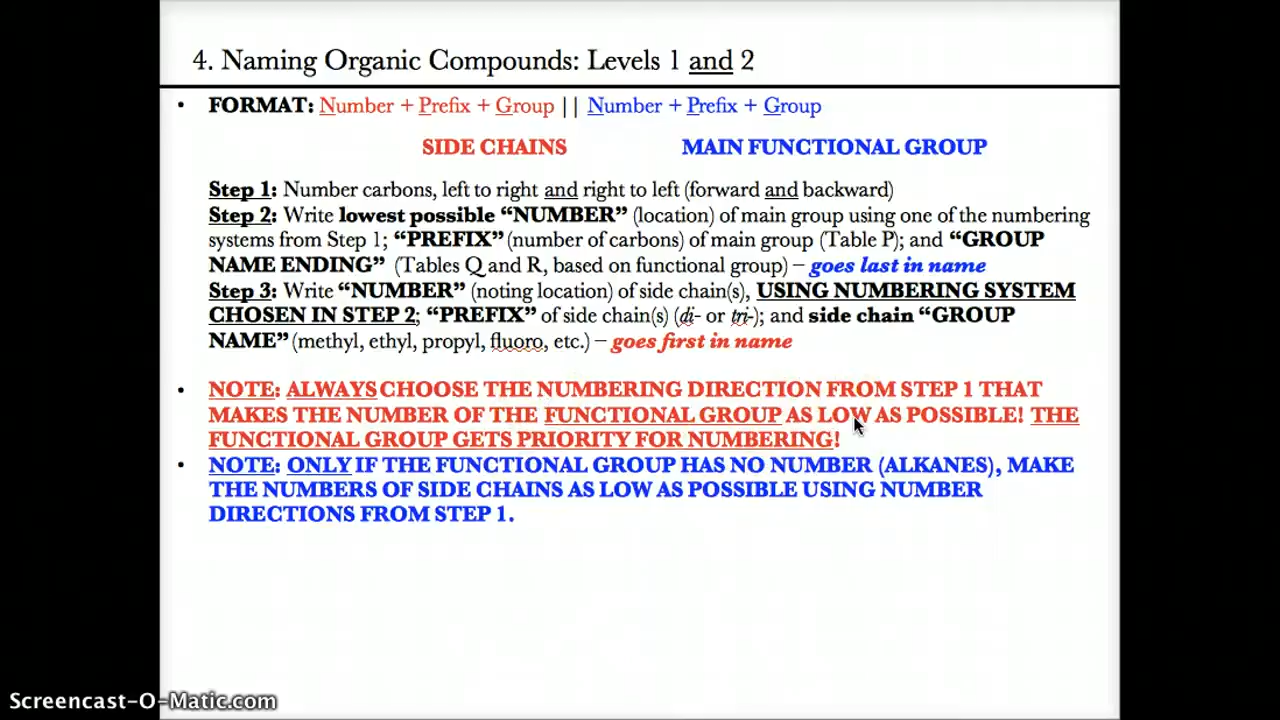 4. Naming Organic Compounds: Levels 1 and 2
• FORMAT: Number + Prefix + Group || Number + Prefix + Group
SIDE CHAINS MAIN FUNCTIONAL GROUP
Step 1: Number carbons, left to right and right to left (forward and backward)
Step 2: Write lowest possible “NUMBER” (location) of main group using one of the numbering
systems from Step 1; “PREFIX” (number of carbons) of main group (Table P); and “GROUP
NAME ENDING” (Tables Q and R, based on functional group) – goes last in name
Step 3: Write “NUMBER” (noting location) of side chain(s), USING NUMBERING SYSTEM
CHOSEN IN STEP 2; “PREFIX” of side chain(s) (di- or tri-); and side chain “GROUP
NAME” (methyl, ethyl, propyl, fluoro, etc.) – goes first in name
• NOTE: ALWAYS CHOOSE THE NUMBERING DIRECTION FROM STEP 1 THAT
MAKES THE NUMBER OF THE FUNCTIONAL GROUP AS LOW AS POSSIBLE! THE
FUNCTIONAL GROUP GETS PRIORITY FOR NUMBERING!
• NOTE: ONLY IF THE FUNCTIONAL GROUP HAS NO NUMBER (ALKANES), MAKE
THE NUMBERS OF SIDE CHAINS AS LOW AS POSSIBLE USING NUMBER
DIRECTIONS FROM STEP 1.
Screencast-O-Matic.com